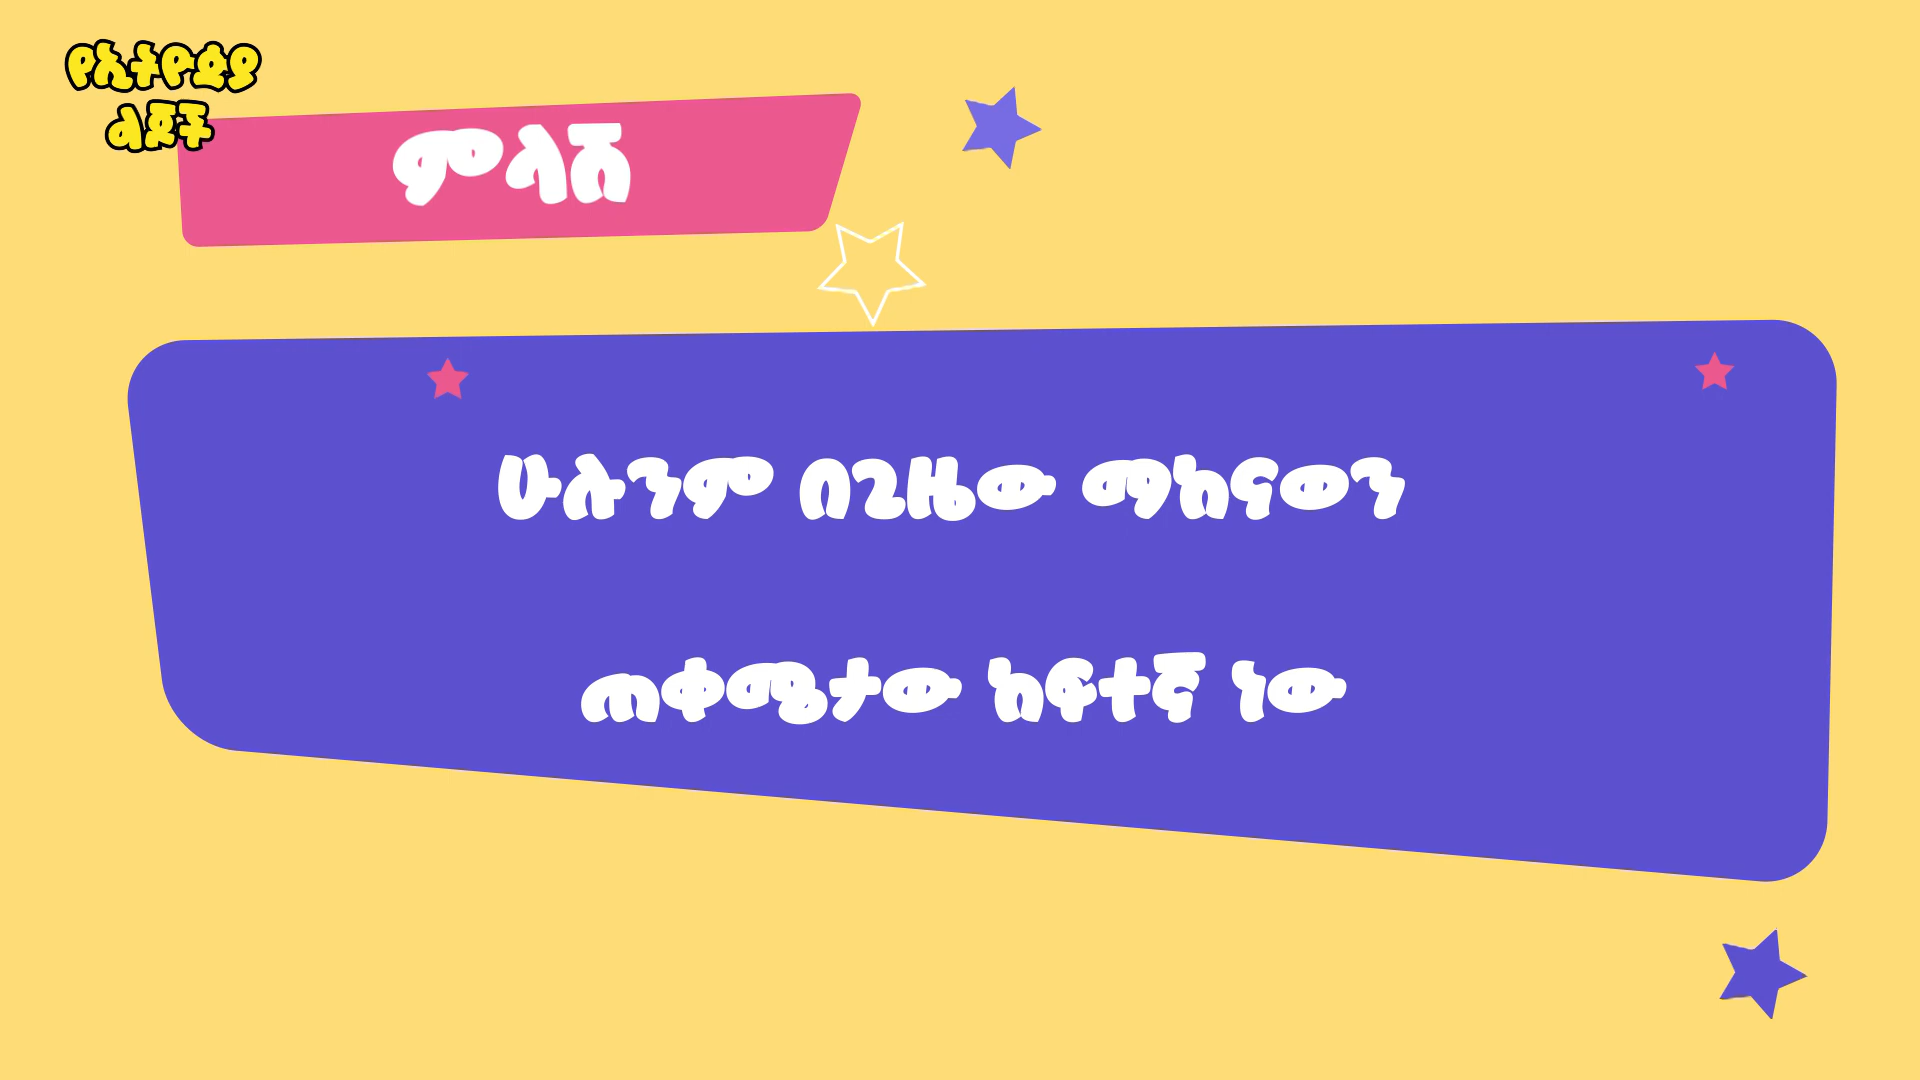 የኢትዮጵያ
ልጆች
ምላሽ
ሁሉንም በጊዜው ማከናወን
ጠቀሜታው ከፍተኛ ነው